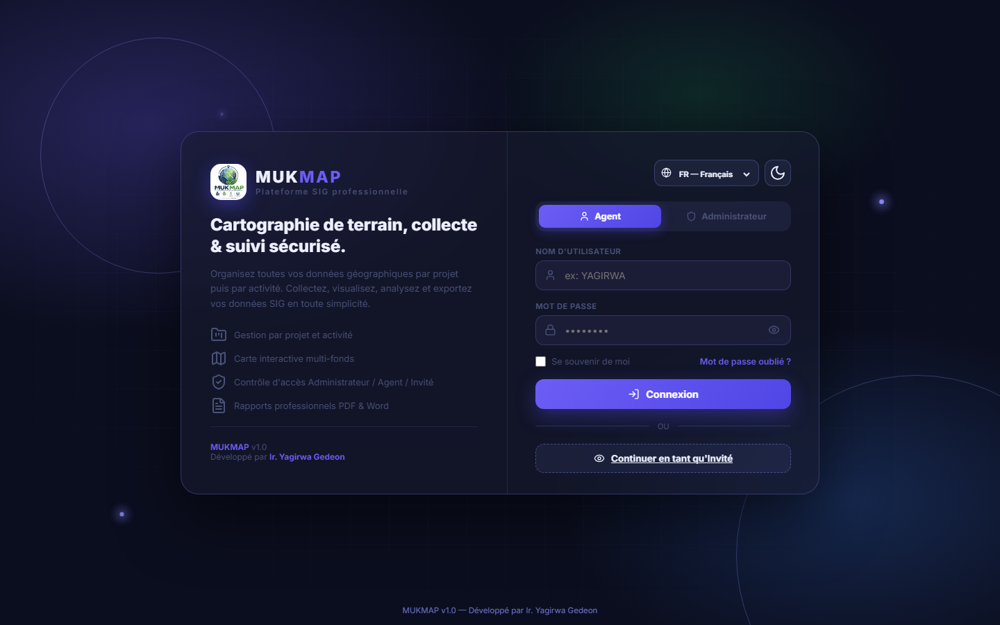 MUKMAP
MUKMAP
Plateforme SIG professionnelle
Cartographie de terrain, collecte
& suivi sécurisé.
Organisez toutes vos données géographiques par projet
puis par activité. Collectez, visualisez, analysez et exportez
vos données SIG en toute simplicité.
Gestion par projet et activité
Carte interactive multi-fonds
Contrôle d'accès Administrateur / Agent / Invité
Rapports professionnels PDF & Word
MUKMAP v1.0
Développé par Ir. Yagirwa Gedeon
FR — Français
Agent
Administrateur
NOM D'UTILISATEUR
ex: YAGIRWA
MOT DE PASSE
••••••••
Se souvenir de moi
Mot de passe oublié ?
Connexion
OU
Continuer en tant qu'Invité
MUKMAP v1.0 — Développé par Ir. Yagirwa Gedeon